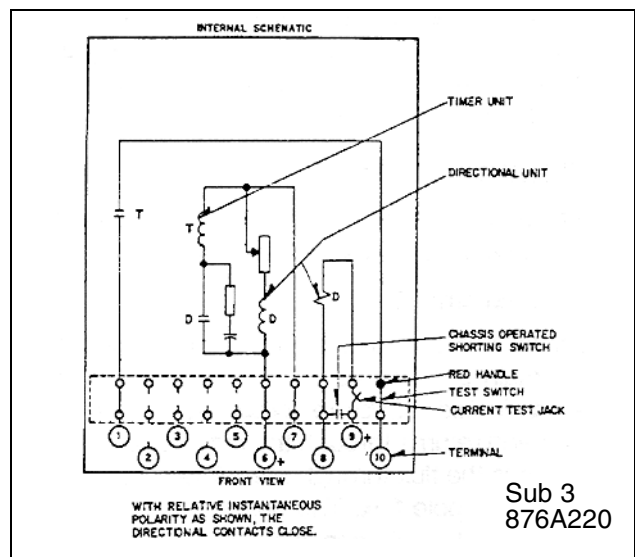 INTERNAL SCHEMATIC
TIMER UNIT
DIRECTIONAL UNIT
T
T
D
D
D
CHASSIS OPERATED
SHORTING SWITCH
RED HANDLE
TEST SWITCH
CURRENT TEST JACK
1 3 5 7 9 +
2 4 6 + 8 10
TERMINAL
FRONT VIEW
WITH RELATIVE INSTANTANEOUS
POLARITY AS SHOWN, THE
DIRECTIONAL CONTACTS CLOSE.
Sub 3
876A220